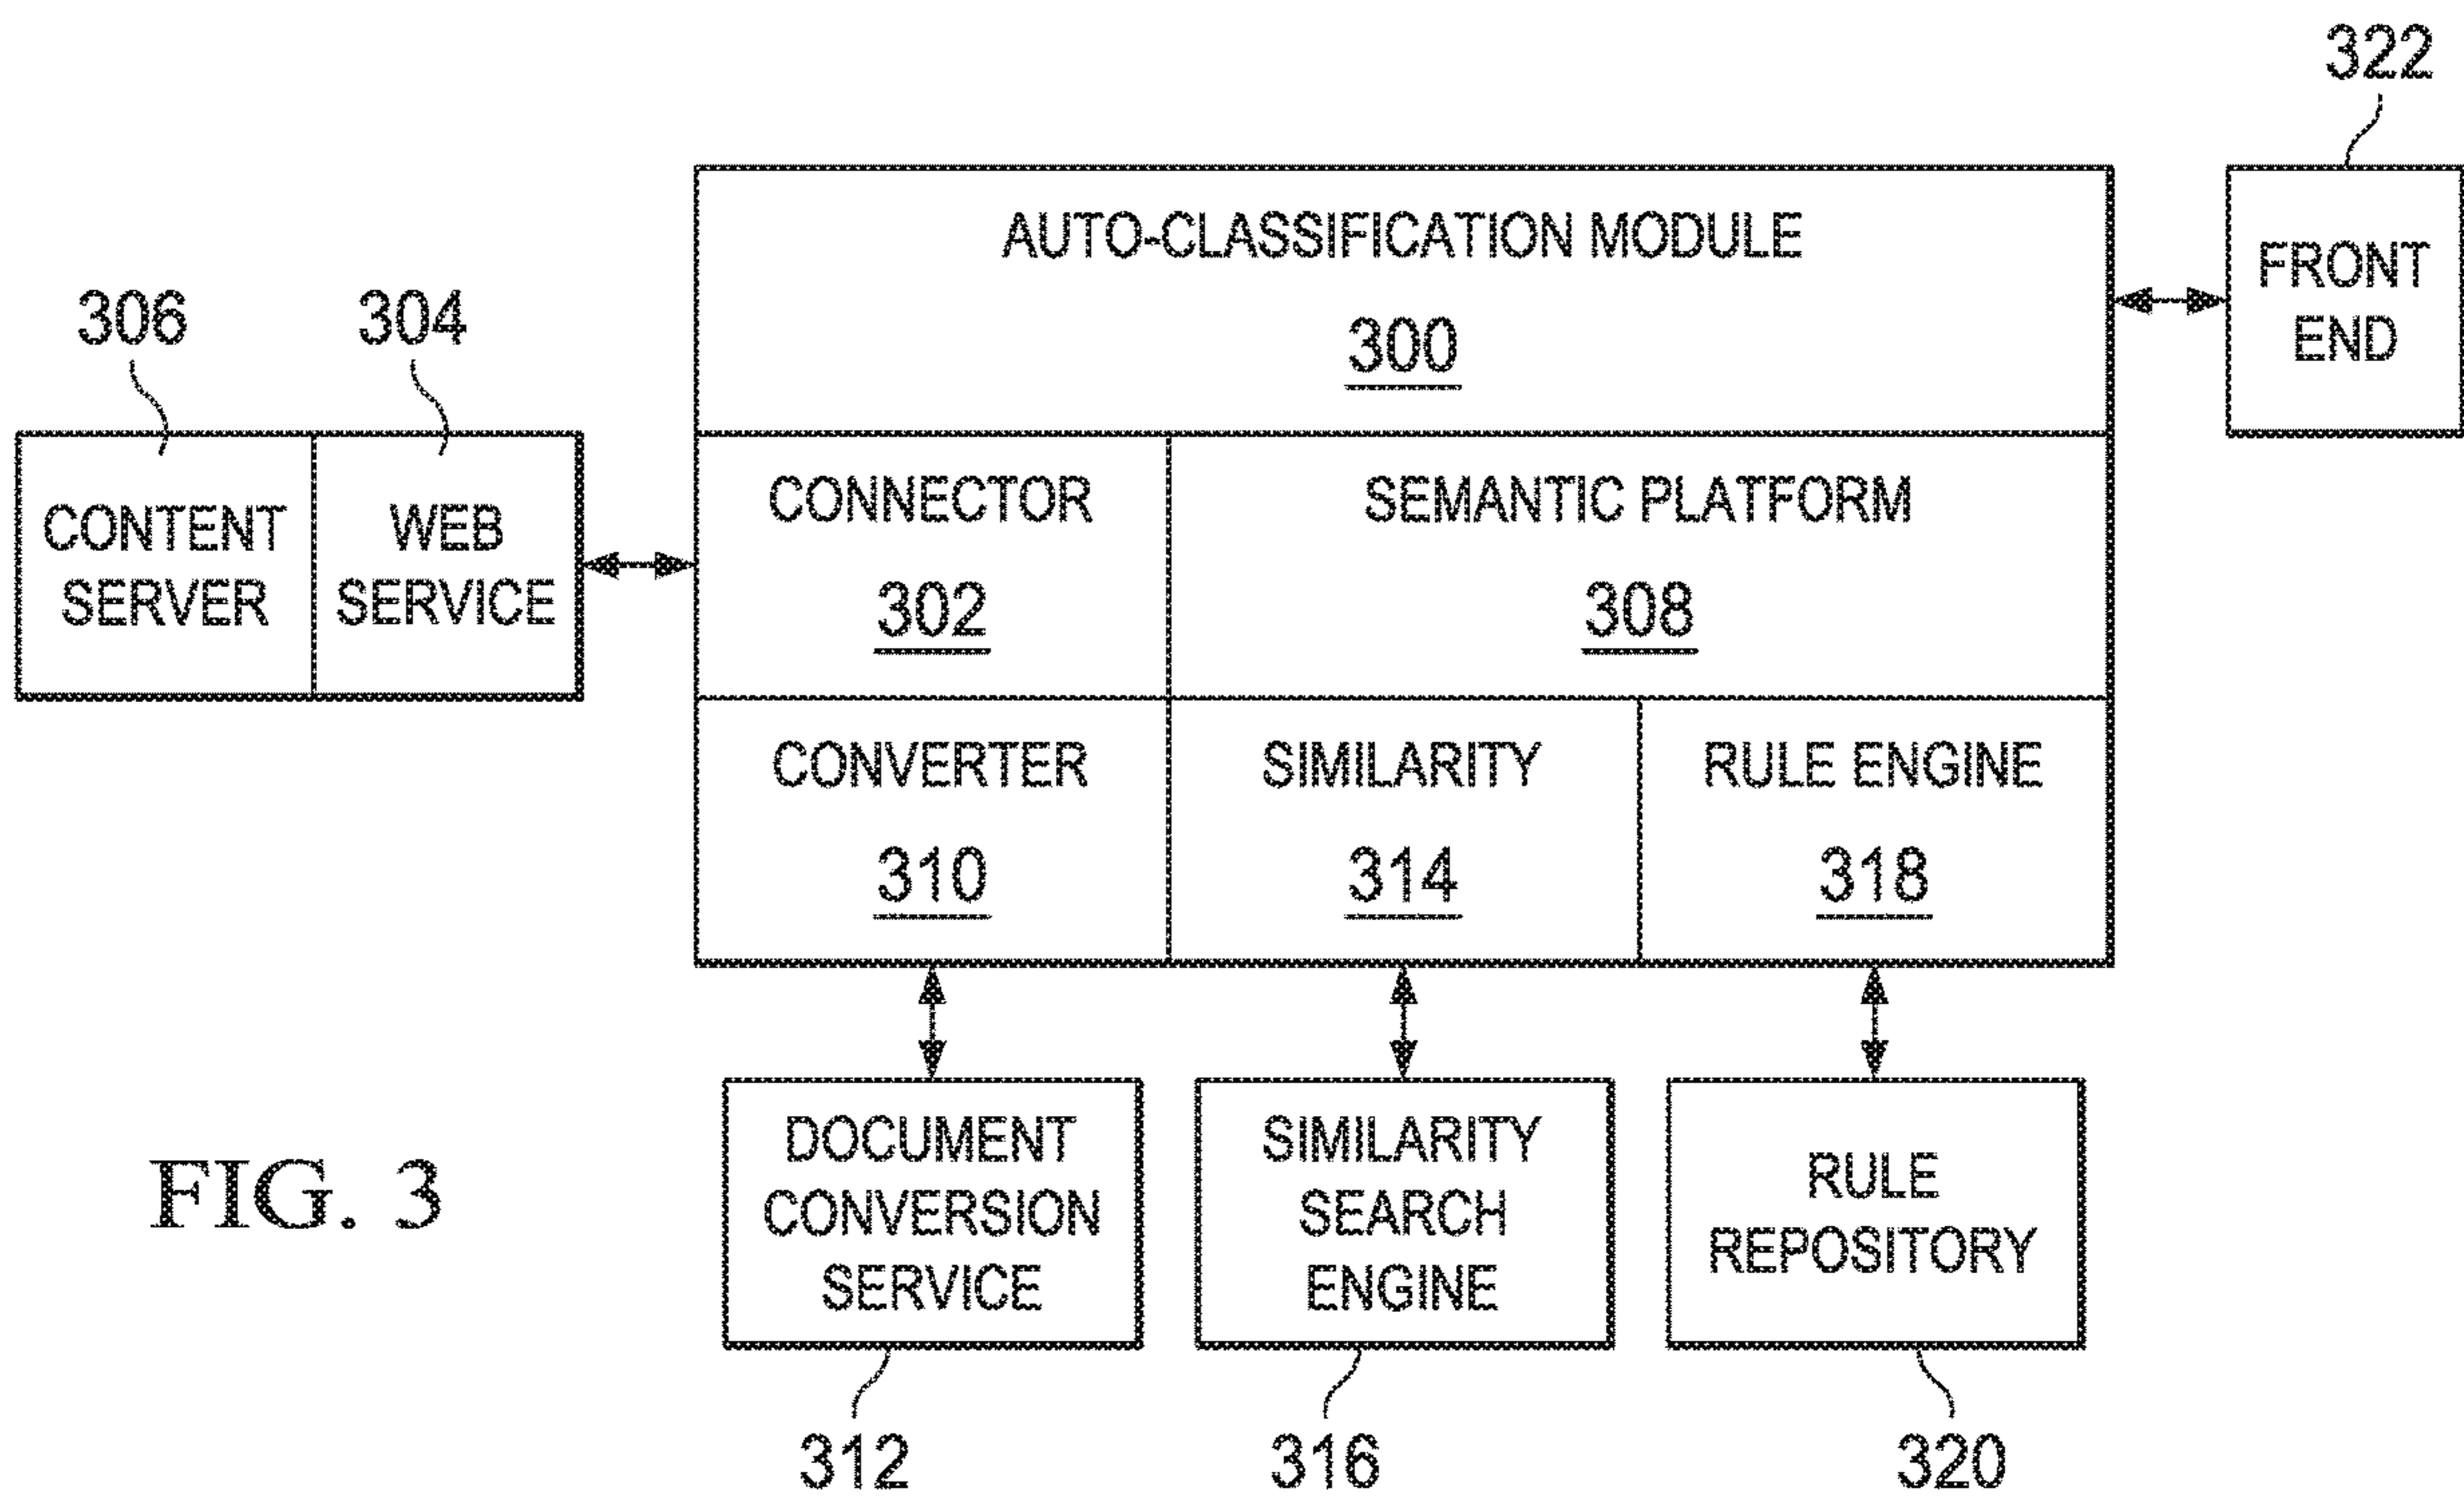 322
AUTO-CLASSIFICATION MODULE
300
FRONT
END
306
304
CONTENT
SERVER
WEB
SERVICE
CONNECTOR
302
SEMANTIC PLATFORM
308
CONVERTER
310
SIMILARITY
314
RULE ENGINE
318
DOCUMENT
CONVERSION
SERVICE
SIMILARITY
SEARCH
ENGINE
RULE
REPOSITORY
FIG. 3
312
316
320